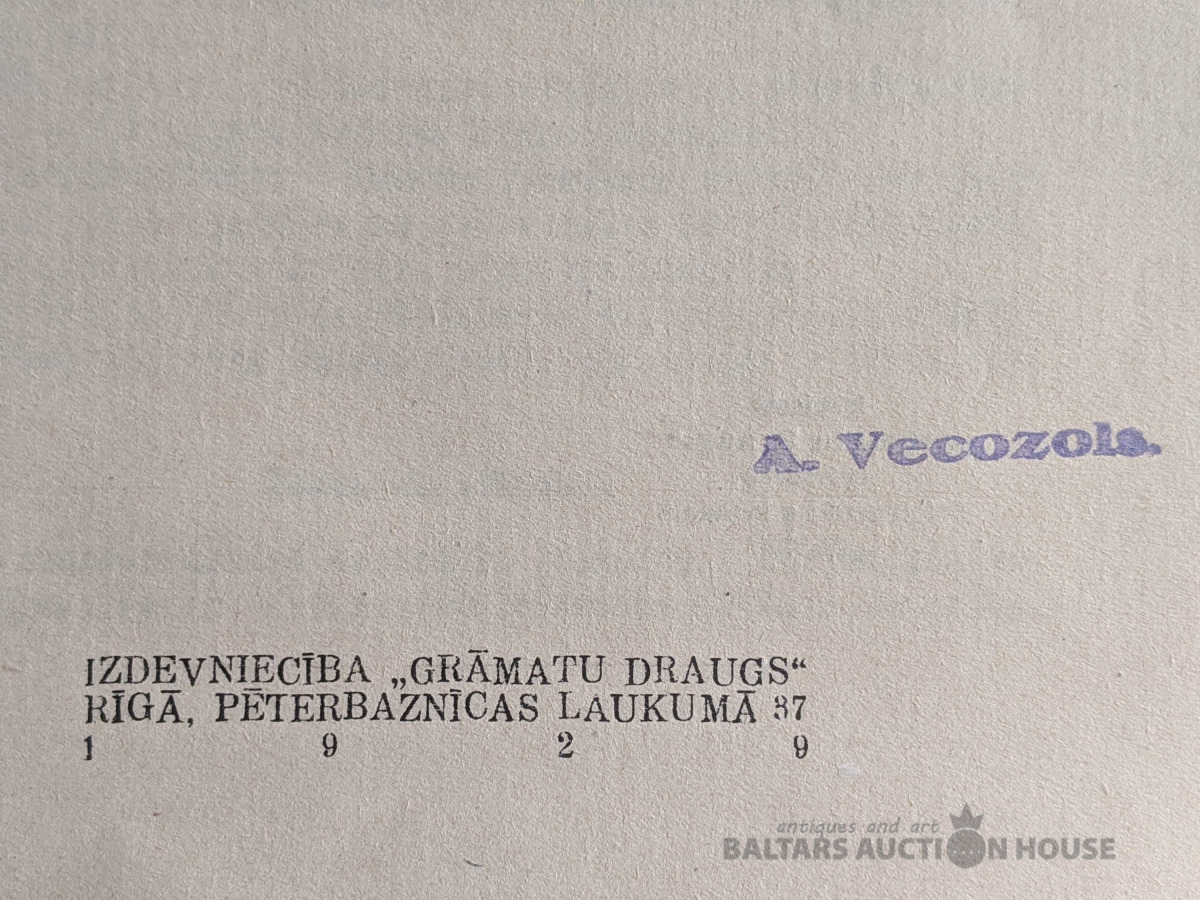 A. Vecozols.
IZDEVNIECĪBA „GRĀMATU DRAUGS“
RĪGĀ, PĒTERBAZNĪCAS LAUKUMĀ 37
1 9 2 9
antiques and art
BALTARS AUCTION HOUSE